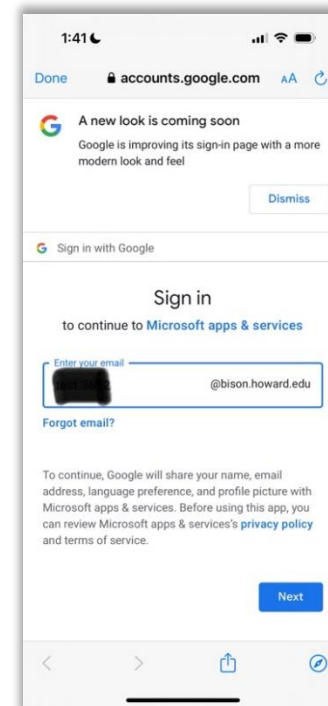 1:41
Done accounts.google.com AA
A new look is coming soon
Google is improving its sign-in page with a more
modern look and feel
Dismiss
Sign in with Google
Sign in
to continue to Microsoft apps & services
Enter your email
@bison.howard.edu
Forgot email?
To continue, Google will share your name, email
address, language preference, and profile picture with
Microsoft apps & services. Before using this app, you
can review Microsoft apps & services's privacy policy
and terms of service.
Next